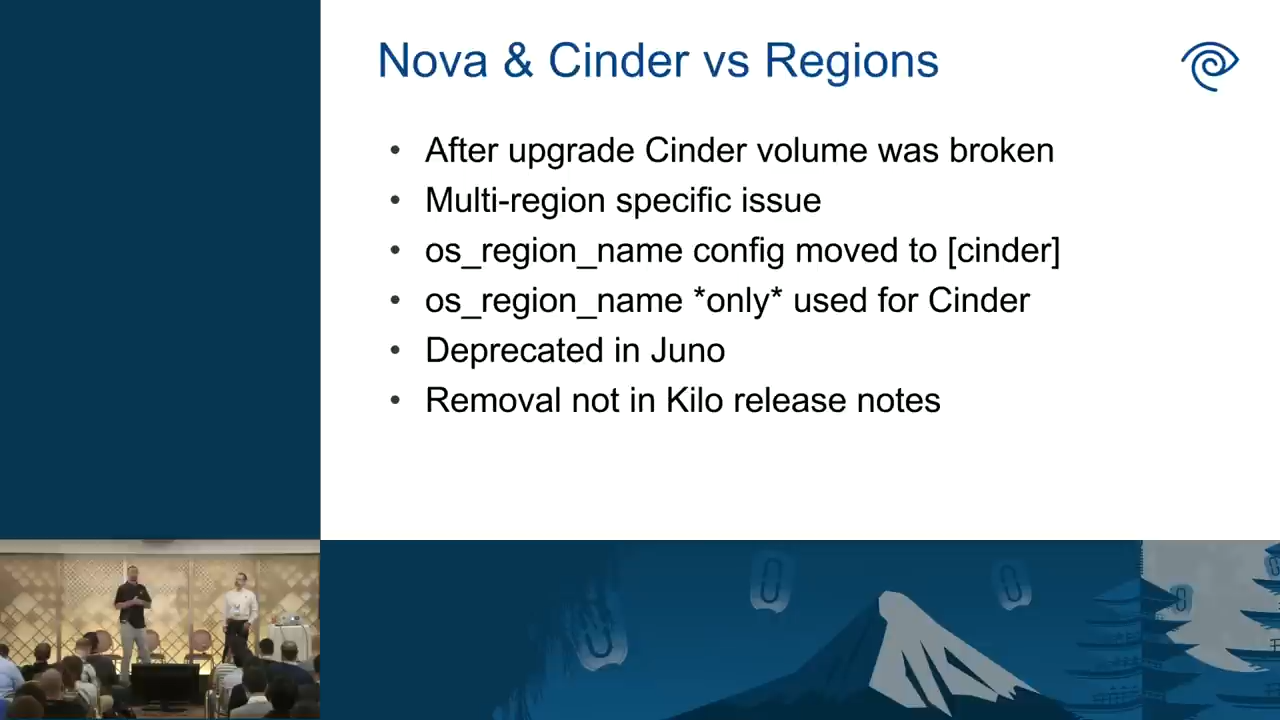 Nova & Cinder vs Regions
• After upgrade Cinder volume was broken
• Multi-region specific issue
• os_region_name config moved to [cinder]
• os_region_name *only* used for Cinder
• Deprecated in Juno
• Removal not in Kilo release notes